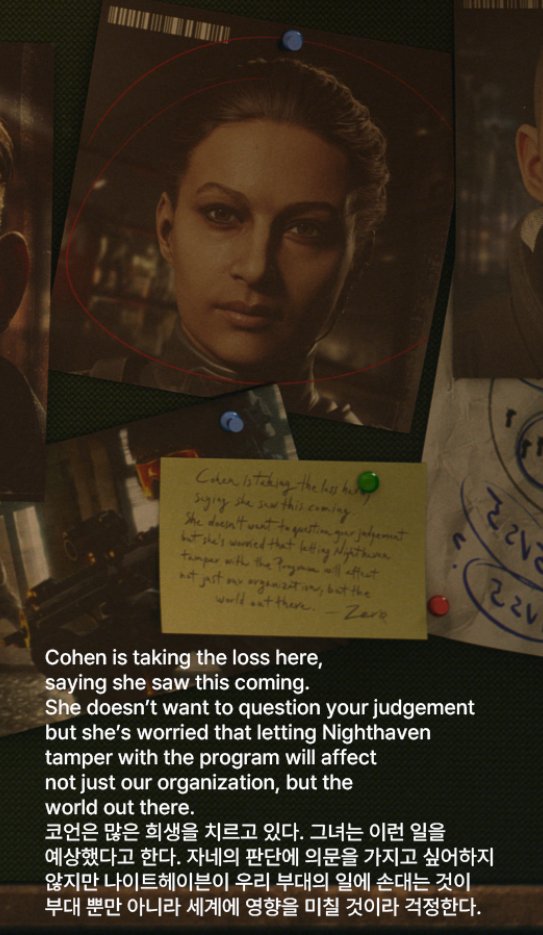 Cohen is taking the loss here,
saying she saw this coming
She doesn't want to question your judgement
but she's worried that letting Nighthaven
tamper with the Programm will affect
not just our organization, but the
world out there. - Zero
Cohen is taking the loss here,
saying she saw this coming.
She doesn’t want to question your judgement
but she’s worried that letting Nighthaven
tamper with the program will affect
not just our organization, but the
world out there.
코언은 많은 희생을 치르고 있다. 그녀는 이런 일을
예상했다고 한다. 자네의 판단에 의문을 가지고 싶어하지
않지만 나이트헤이븐이 우리 부대의 일에 손대는 것이
부대 뿐만 아니라 세계에 영향을 미칠 것이라 걱정한다.